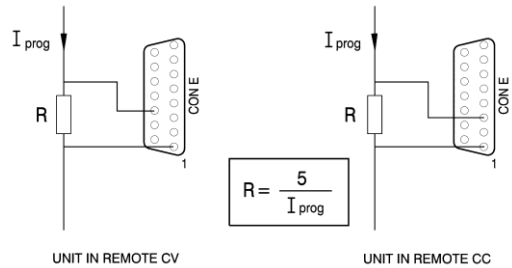 I prog
R
CON E
1
UNIT IN REMOTE CV
R = 5 / I prog
I prog
R
CON E
1
UNIT IN REMOTE CC